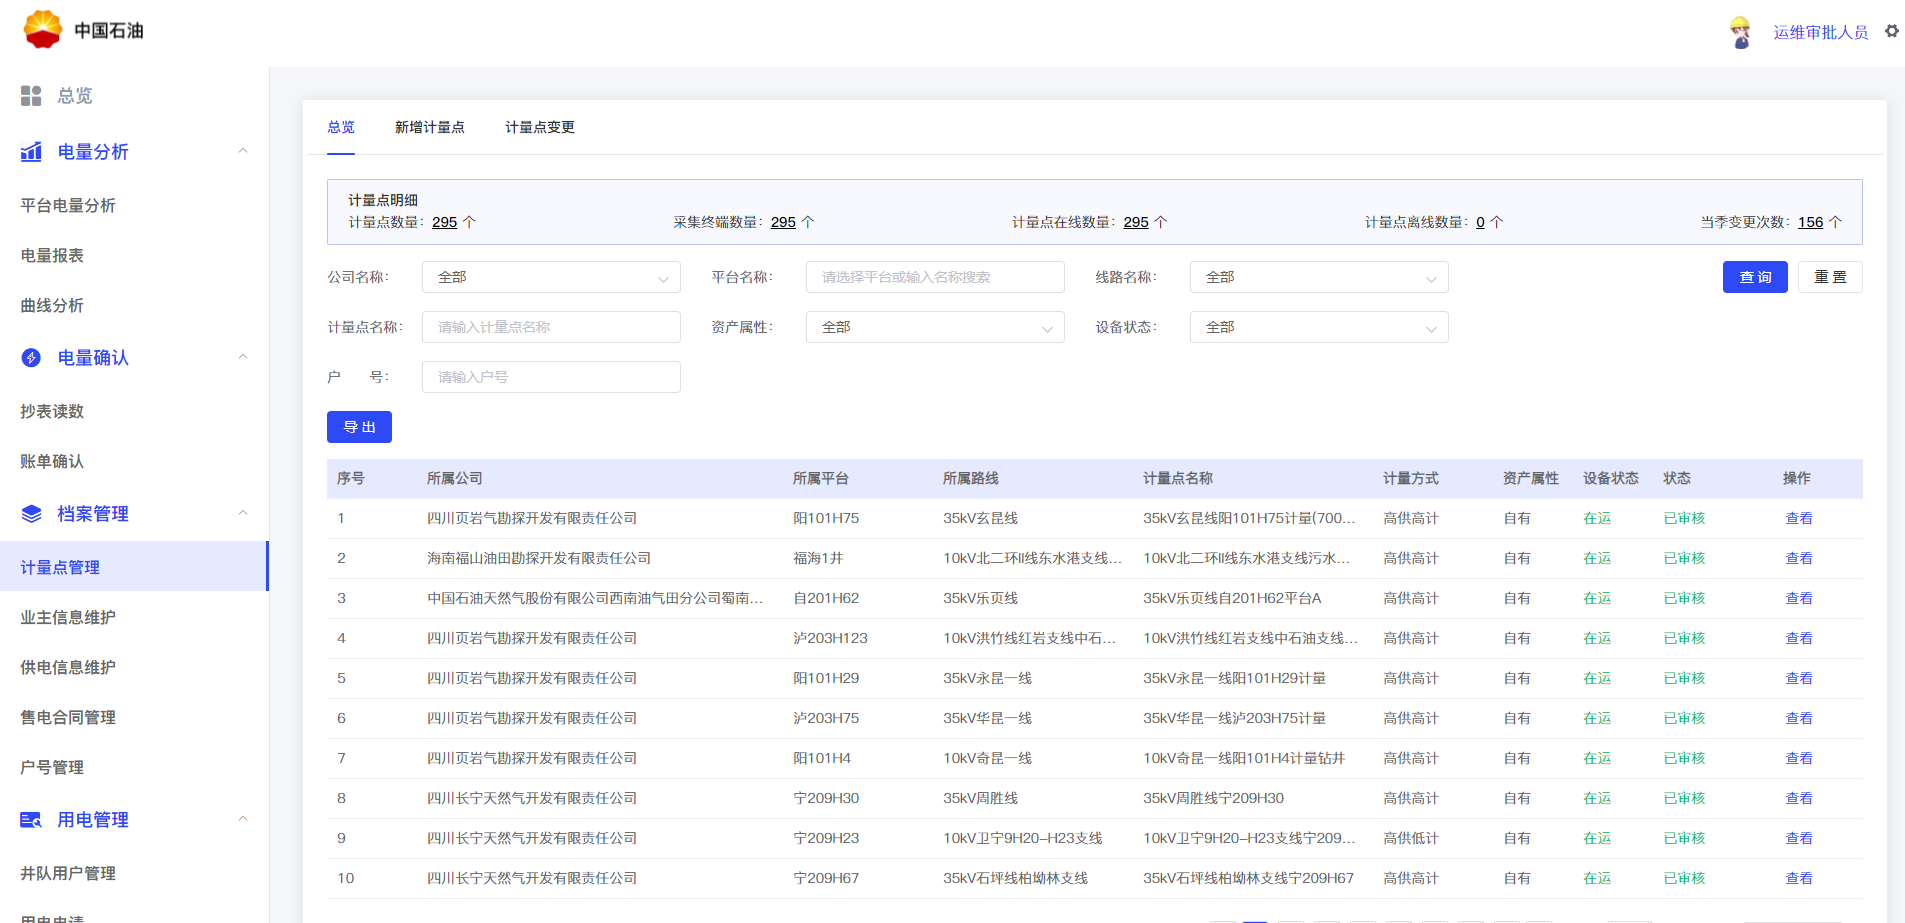 中国石油
运维审批人员
总览
电量分析
平台电量分析
电量报表
曲线分析
电量确认
抄表读数
账单确认
档案管理
计量点管理
业主信息维护
供电信息维护
售电合同管理
户号管理
用电管理
井队用户管理
用电申请
总览 新增计量点 计量点变更
计量点明细
计量点数量: 295 个 采集终端数量: 295 个 计量点在线数量: 295 个 计量点离线数量: 0 个 当季变更次数: 156 个
公司名称: 全部 平台名称: 请选择平台或输入名称搜索 线路名称: 全部 查 询 重 置
计量点名称: 请输入计量点名称 资产属性: 全部 设备状态: 全部
户 号: 请输入户号
导 出
序号 所属公司 所属平台 所属路线 计量点名称 计量方式 资产属性 设备状态 状态 操作
1 四川页岩气勘探开发有限责任公司 阳101H75 35kV玄昆线 35kV玄昆线阳101H75计量(700... 高供高计 自有 在运 已审核 查看
2 海南福山油田勘探开发有限责任公司 福海1井 10kV北二环II线东水港支线... 10kV北二环II线东水港支线污水... 高供高计 自有 在运 已审核 查看
3 中国石油天然气股份有限公司西南油气田分公司蜀南... 自201H62 35kV乐页线 35kV乐页线自201H62平台A 高供高计 自有 在运 已审核 查看
4 四川页岩气勘探开发有限责任公司 泸203H123 10kV洪竹线红岩支线中石... 10kV洪竹线红岩支线中石油支线... 高供高计 自有 在运 已审核 查看
5 四川页岩气勘探开发有限责任公司 阳101H29 35kV永昆一线 35kV永昆一线阳101H29计量 高供高计 自有 在运 已审核 查看
6 四川页岩气勘探开发有限责任公司 泸203H75 35kV华昆一线 35kV华昆一线泸203H75计量 高供高计 自有 在运 已审核 查看
7 四川页岩气勘探开发有限责任公司 阳101H4 10kV奇昆一线 10kV奇昆一线阳101H4计量钻井 高供高计 自有 在运 已审核 查看
8 四川长宁天然气开发有限责任公司 宁209H30 35kV周胜线 35kV周胜线宁209H30 高供高计 自有 在运 已审核 查看
9 四川长宁天然气开发有限责任公司 宁209H23 10kV卫宁9H20-H23支线 10kV卫宁9H20-H23支线宁209... 高供低计 自有 在运 已审核 查看
10 四川长宁天然气开发有限责任公司 宁209H67 35kV石坪线柏坳林支线 35kV石坪线柏坳林支线宁209H67 高供高计 自有 在运 已审核 查看